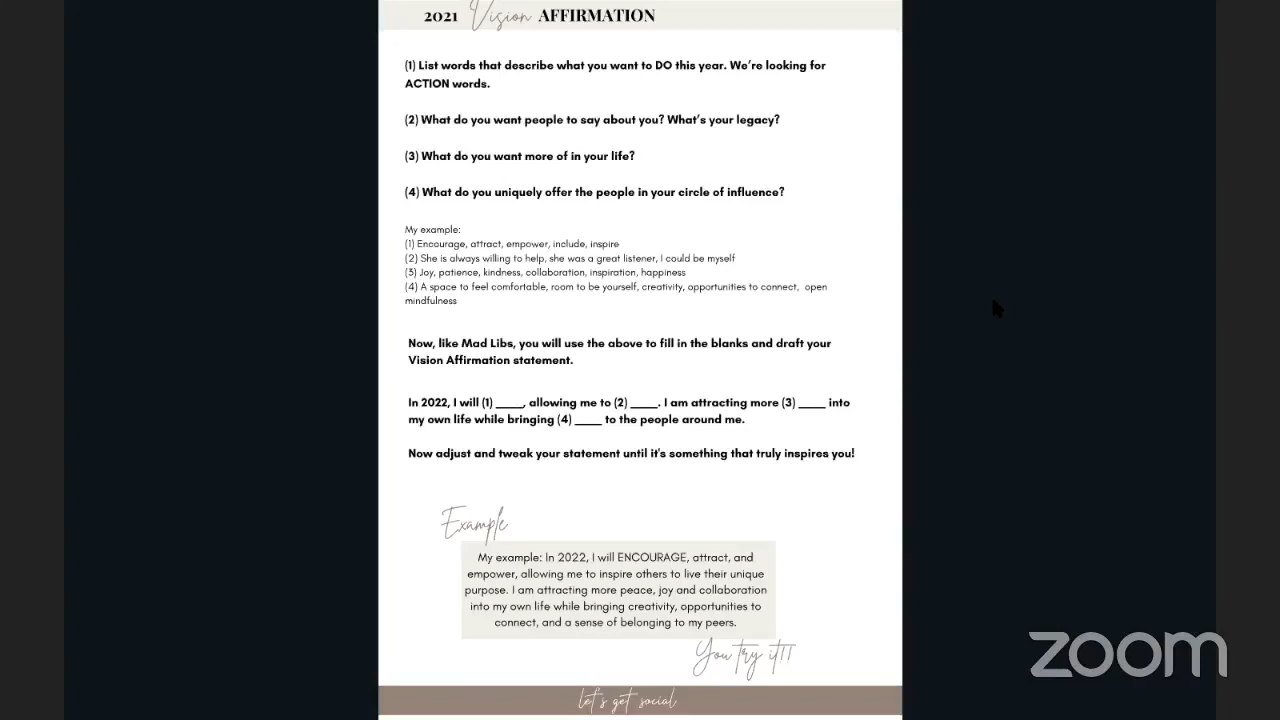 2021 Vision AFFIRMATION
(1) List words that describe what you want to DO this year. We're looking for
ACTION words.
(2) What do you want people to say about you? What's your legacy?
(3) What do you want more of in your life?
(4) What do you uniquely offer the people in your circle of influence?
My example:
(1) Encourage, attract, empower, include, inspire
(2) She is always willing to help, she was a great listener, I could be myself
(3) Joy, patience, kindness, collaboration, inspiration, happiness
(4) A space to feel comfortable, room to be yourself, creativity, opportunities to connect, open
mindfulness
Now, like Mad Libs, you will use the above to fill in the blanks and draft your
Vision Affirmation statement.
In 2022, I will (1) _____, allowing me to (2) _____. I am attracting more (3) _____ into
my own life while bringing (4) _____ to the people around me.
Now adjust and tweak your statement until it's something that truly inspires you!
Example
My example: In 2022, I will ENCOURAGE, attract, and
empower, allowing me to inspire others to live their unique
purpose. I am attracting more peace, joy and collaboration
into my own life while bringing creativity, opportunities to
connect, and a sense of belonging to my peers.
You try it!!
let's get social
zoom